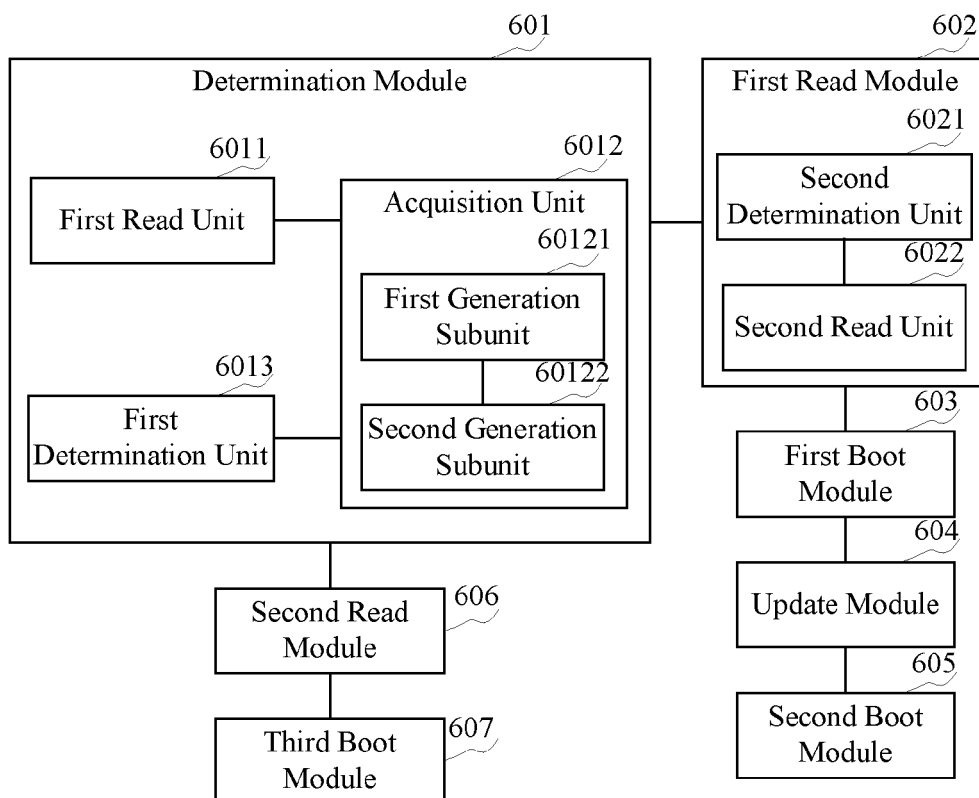 601
Determination Module
6011
First Read Unit
6012
Acquisition Unit
60121
First Generation
Subunit
60122
Second Generation
Subunit
6013
First
Determination Unit
602
First Read Module
6021
Second
Determination Unit
6022
Second Read Unit
603
First Boot
Module
604
Update Module
605
Second Boot
Module
606
Second Read
Module
607
Third Boot
Module